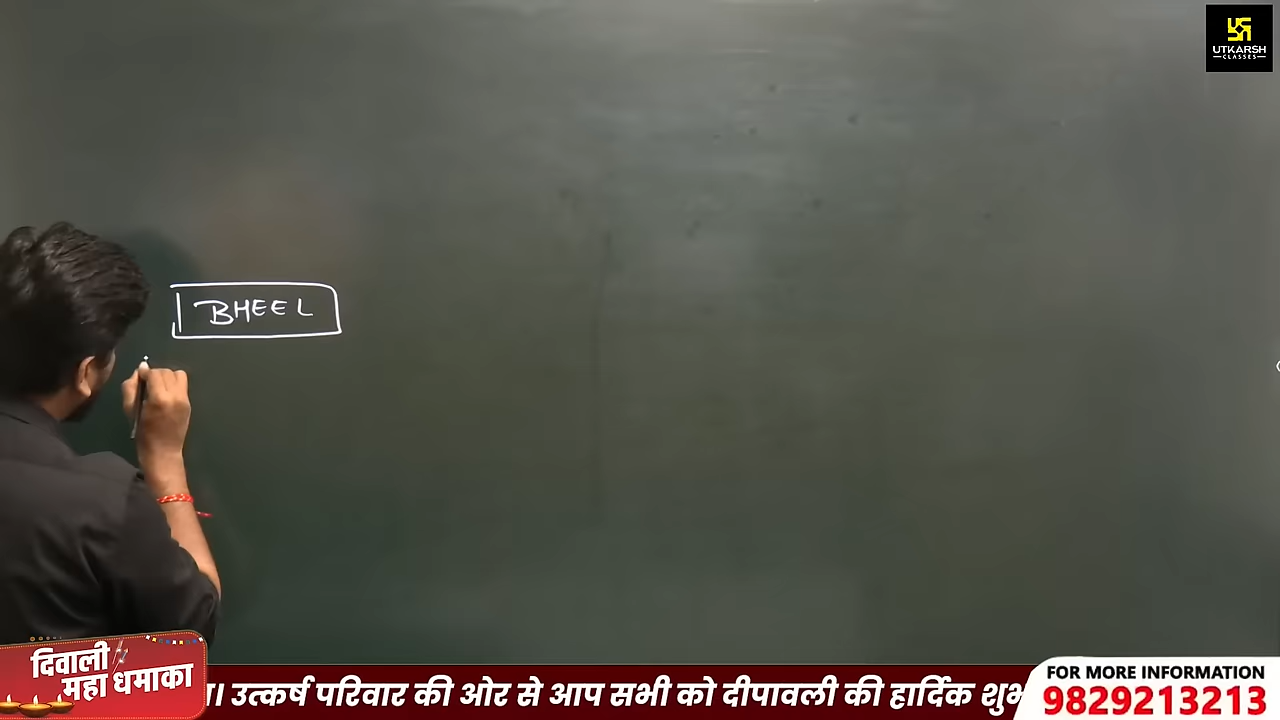 UTKARSH
CLASSES
BHEEL
दिवाली
महा धमाका
उत्कर्ष परिवार की ओर से आप सभी को दीपावली की हार्दिक
FOR MORE INFORMATION
9829213213